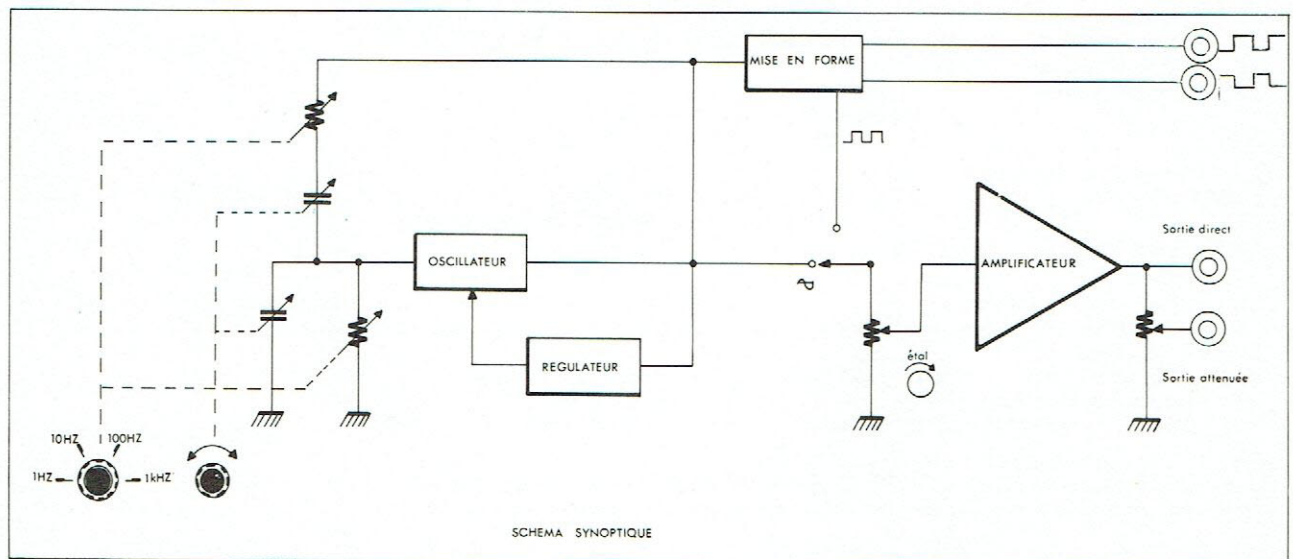 MISE EN FORME
OSCILLATEUR
REGULATEUR
AMPLIFICATEUR
Sortie direct
étal
Sortie attenuée
10HZ
100HZ
1HZ
1kHZ
SCHEMA SYNOPTIQUE